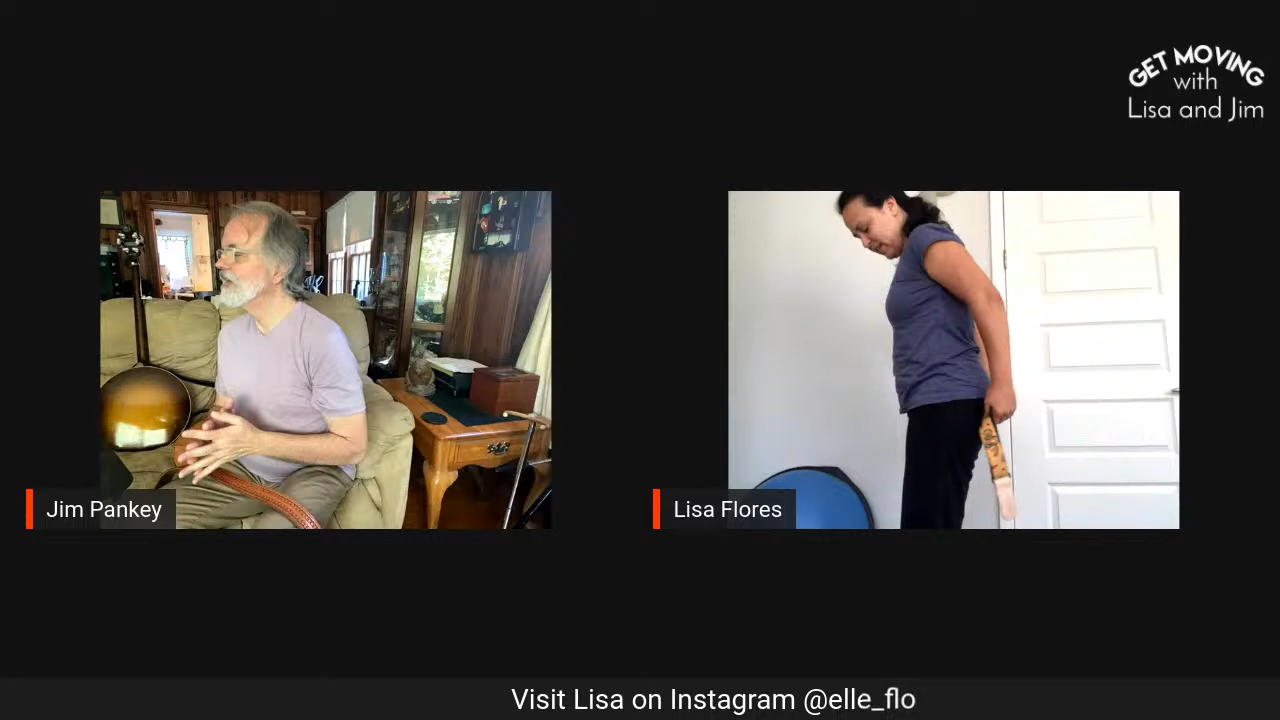 GET MOVING
with
Lisa and Jim
Jim Pankey
Lisa Flores
Visit Lisa on Instagram @elle_flo